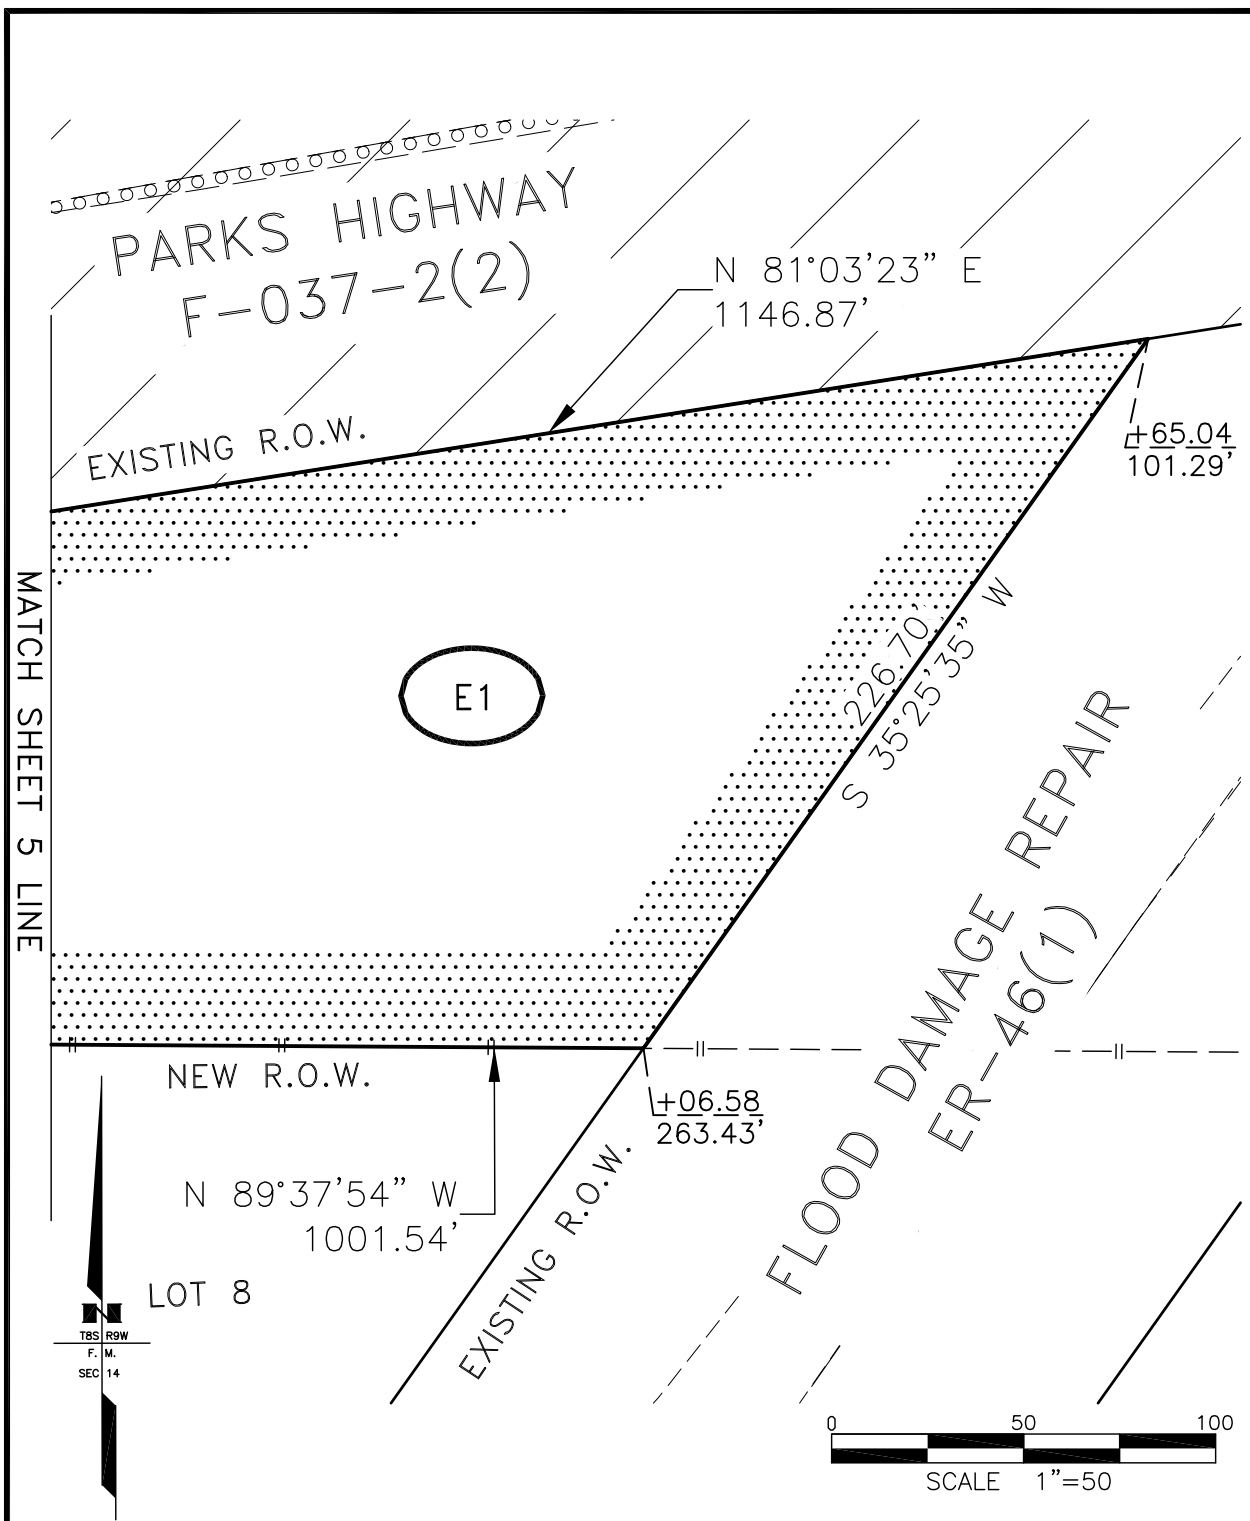 PARKS HIGHWAY
F-037-2(2)
N 81°03'23" E
1146.87'
EXISTING R.O.W.
+65.04
101.29'
MATCH SHEET 5 LINE
E1
226.70'
S 35°25'35" W
FLOOD DAMAGE REPAIR
ER-46(1)
NEW R.O.W.
+06.58
263.43'
N 89°37'54" W
1001.54'
EXISTING R.O.W.
LOT 8
N
T8S R9W
F. M.
SEC 14
0 50 100
SCALE 1"=50